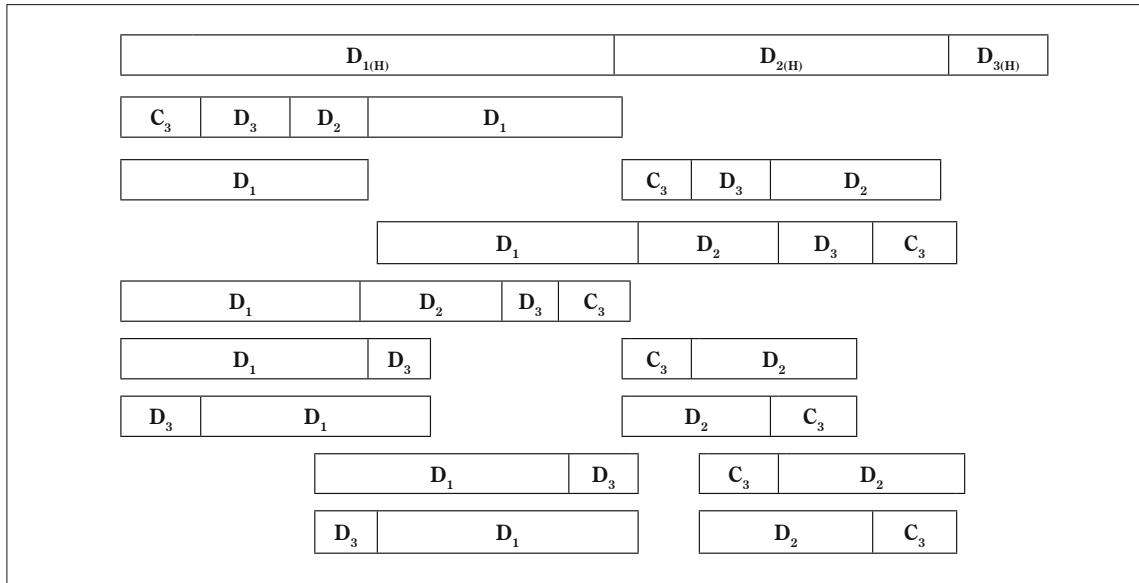 D₁₍H₎ D₂₍H₎ D₃₍H₎
C₃ D₃ D₂ D₁
D₁ C₃ D₃ D₂
D₁ D₂ D₃ C₃
D₁ D₂ D₃ C₃
D₁ D₃ C₃ D₂
D₃ D₁ D₂ C₃
D₁ D₃ C₃ D₂
D₃ D₁ D₂ C₃